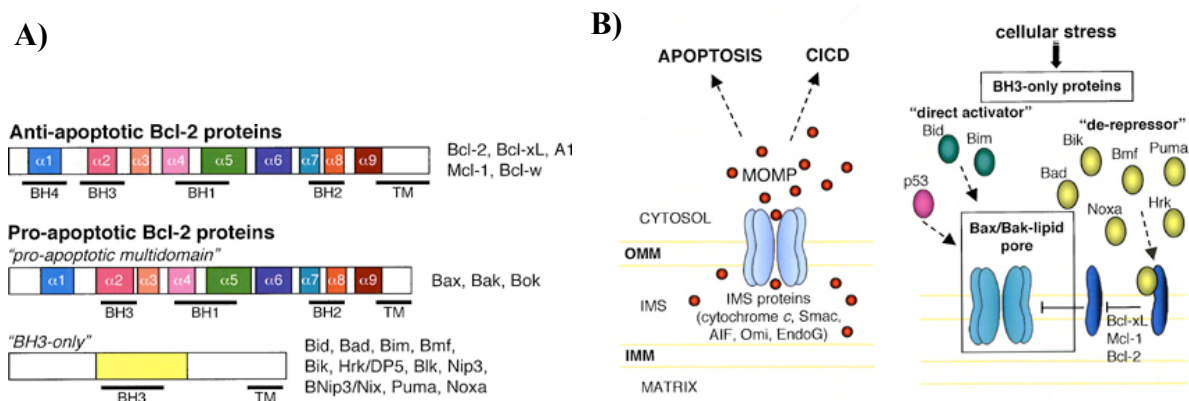 A)
Anti-apoptotic Bcl-2 proteins
α1 α2 α3 α4 α5 α6 α7 α8 α9
BH4 BH3 BH1 BH2 TM
Bcl-2, Bcl-xL, A1
Mcl-1, Bcl-w
Pro-apoptotic Bcl-2 proteins
"pro-apoptotic multidomain"
α1 α2 α3 α4 α5 α6 α7 α8 α9
BH3 BH1 BH2 TM
Bax, Bak, Bok
"BH3-only"
BH3 TM
Bid, Bad, Bim, Bmf,
Bik, Hrk/DP5, Blk, Nip3,
BNip3/Nix, Puma, Noxa
B)
APOPTOSIS CICD
MOMP
CYTOSOL
OMM
IMS
IMS proteins
(cytochrome c, Smac,
AIF, Omi, EndoG)
IMM
MATRIX
cellular stress
BH3-only proteins
"direct activator"
Bid
Bim
p53
"de-repressor"
Bik
Bmf
Puma
Bad
Noxa
Hrk
Bax/Bak-lipid
pore
Bcl-xL
Mcl-1
Bcl-2